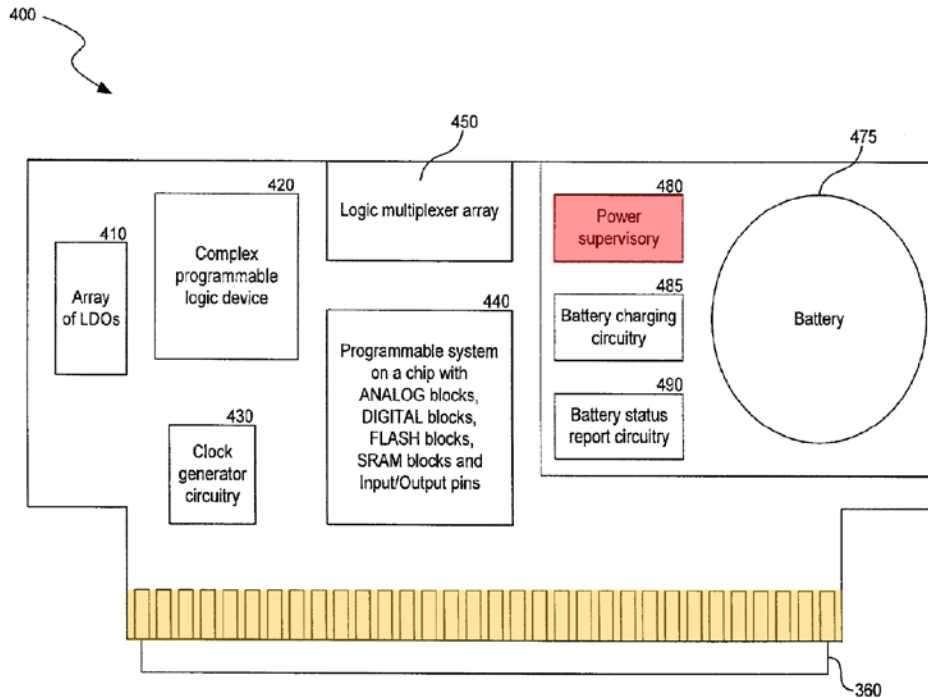 400
450
475
420
480
Logic multiplexer array
Power
supervisory
410
Complex
programmable
logic device
485
Array
of LDOs
440
Battery charging
circuitry
Battery
Programmable system
on a chip with
ANALOG blocks,
DIGITAL blocks,
FLASH blocks,
SRAM blocks and
Input/Output pins
490
Battery status
report circuitry
430
Clock
generator
circuitry
360